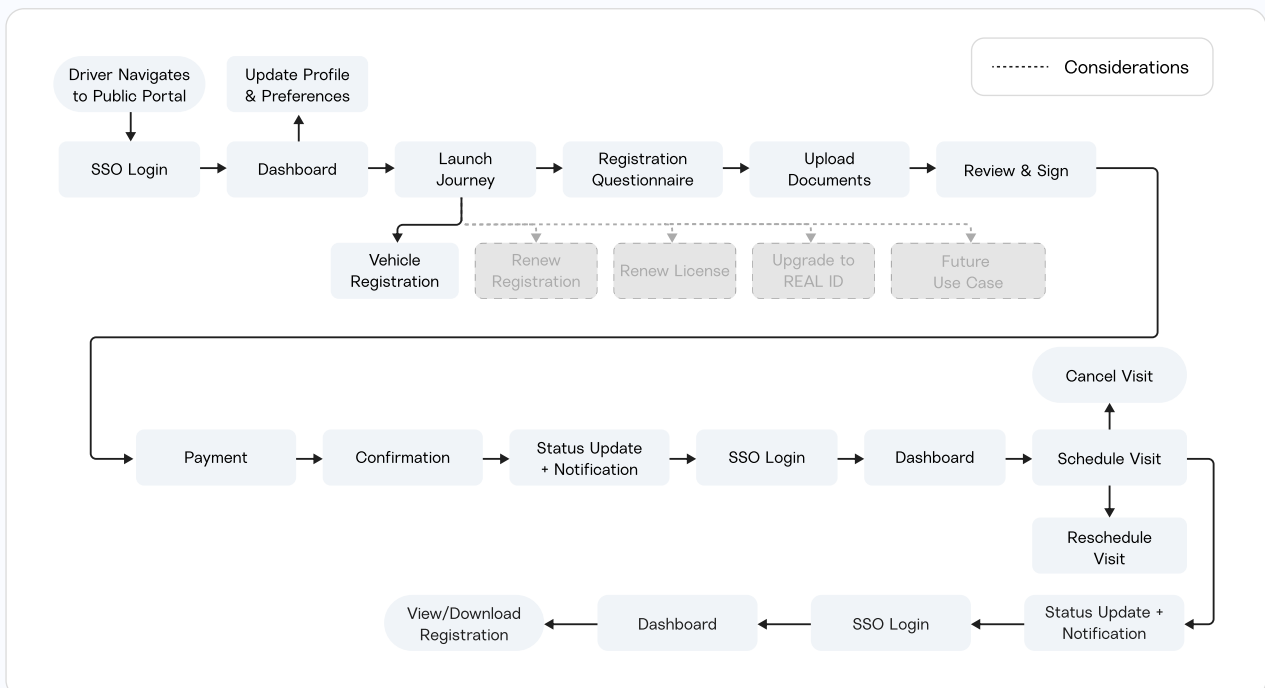 Considerations
Driver Navigates
to Public Portal
Update Profile
& Preferences
SSO Login
Dashboard
Launch
Journey
Registration
Questionnaire
Upload
Documents
Review & Sign
Vehicle
Registration
Renew
Registration
Renew License
Upgrade to
REAL ID
Future
Use Case
Cancel Visit
Payment
Confirmation
Status Update
+ Notification
SSO Login
Dashboard
Schedule Visit
Reschedule
Visit
View/Download
Registration
Dashboard
SSO Login
Status Update +
Notification